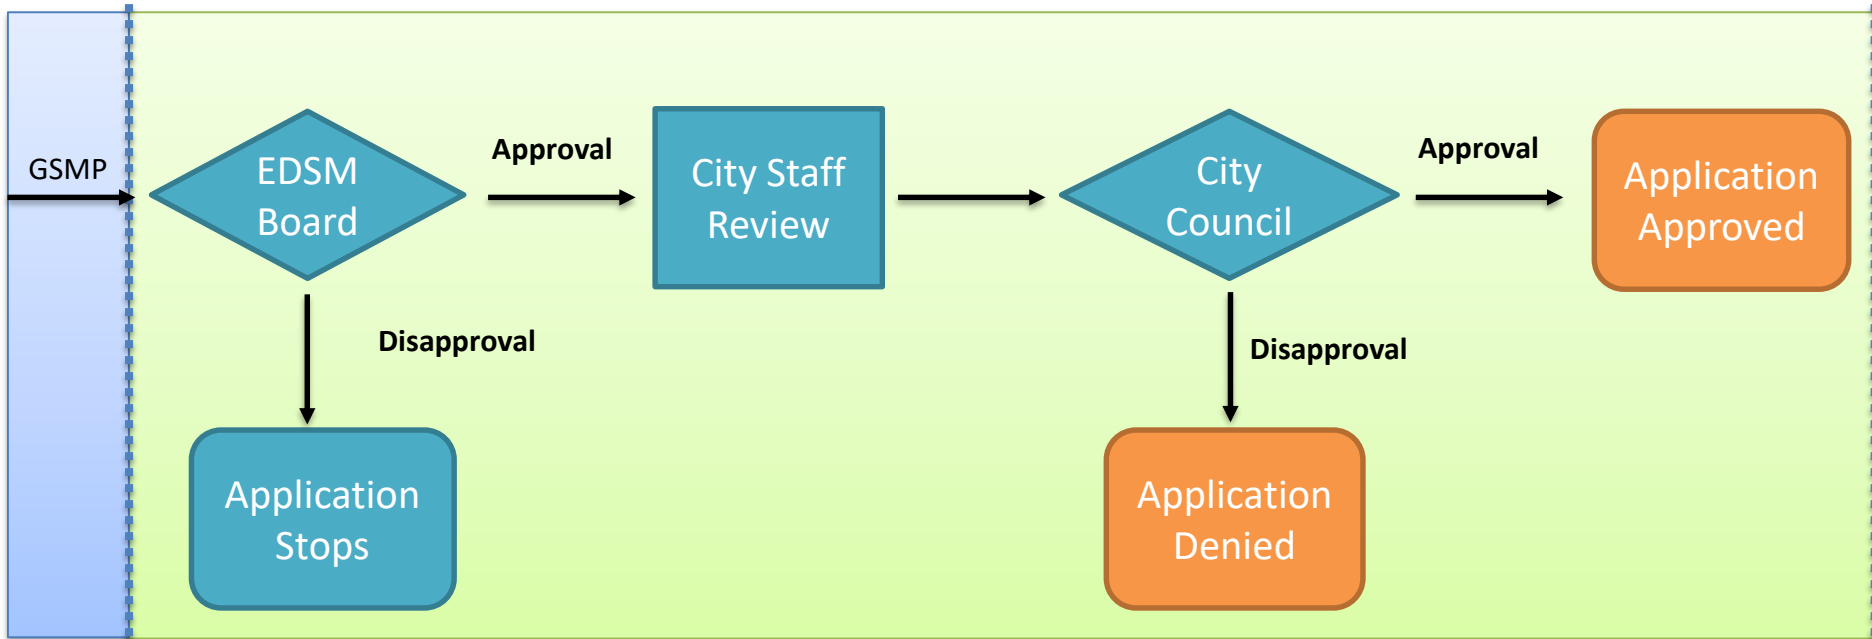 GSMP
EDSM
Board
Approval
City Staff
Review
City
Council
Approval
Application
Approved
Disapproval
Disapproval
Application
Stops
Application
Denied